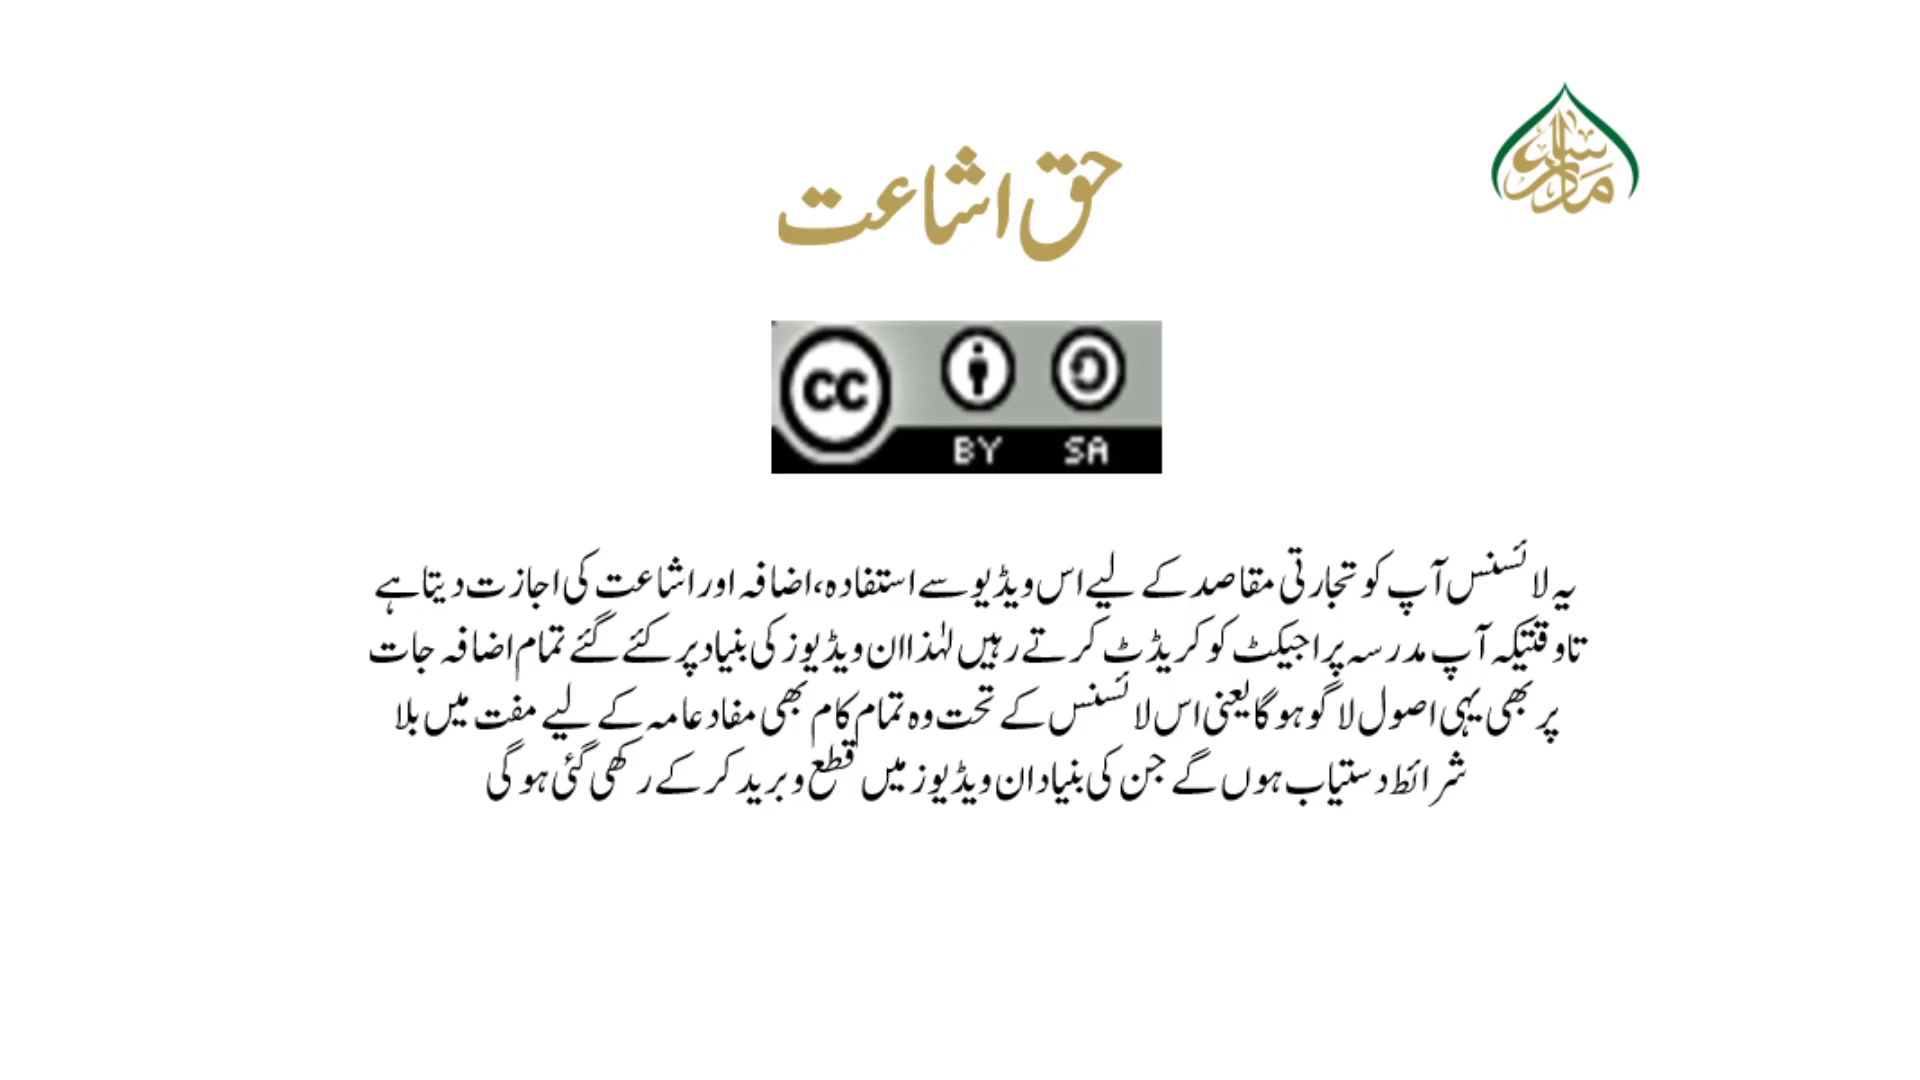 حق اشاعت
مدرسہ
CC BY SA
یہ لائسنس آپ کو تجارتی مقاصد کے لیے اس ویڈیو سے استفادہ، اضافہ اور اشاعت کی اجازت دیتا ہے
تاوقتیکہ آپ مدرسہ پراجیکٹ کو کریڈٹ کرتے رہیں لہٰذا ان ویڈیوز کی بنیاد پر کئے گئے تمام اضافہ جات
پر بھی یہی اصول لاگو ہوگا یعنی اس لائسنس کے تحت وہ تمام کام بھی مفاد عامہ کے لیے مفت میں بلا
شرائط دستیاب ہوں گے جن کی بنیاد ان ویڈیوز میں قطع و برید کر کے رکھی گئی ہو گی